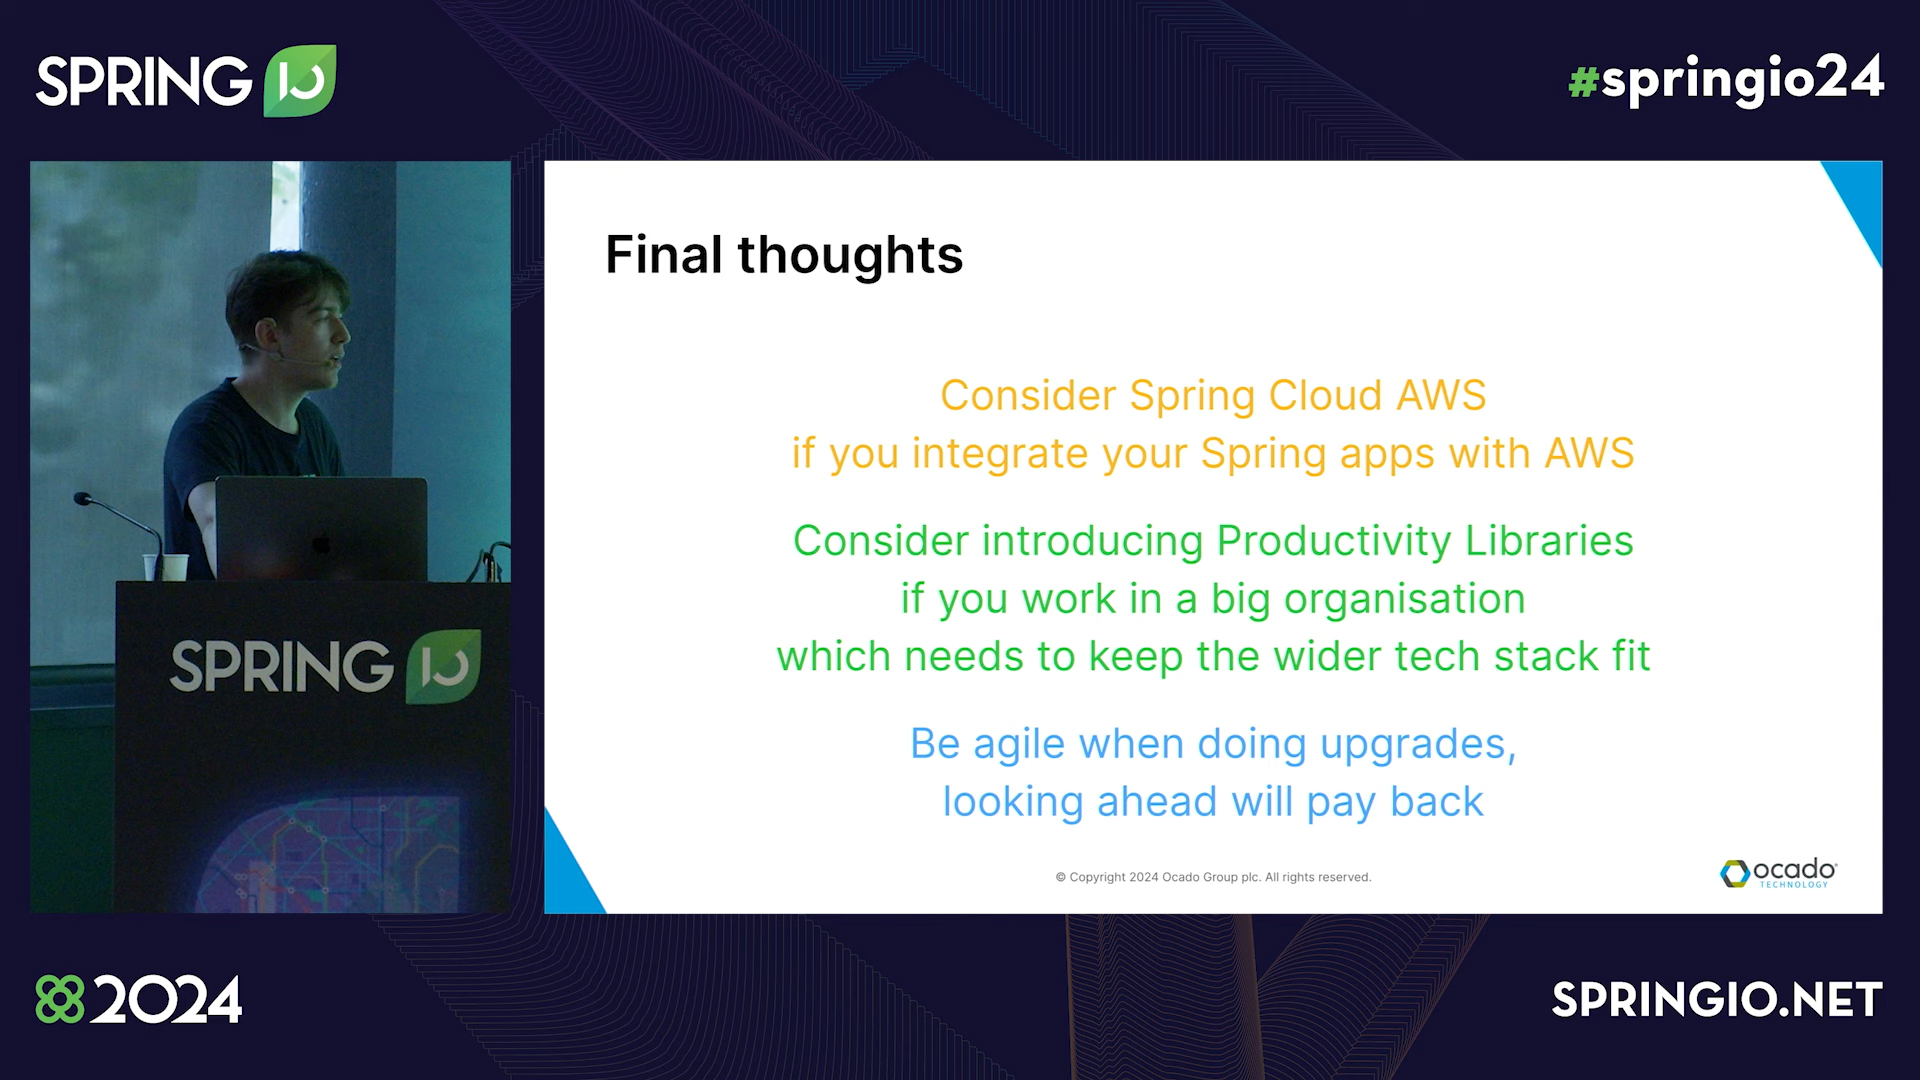 SPRING IO
#springio24
Final thoughts
Consider Spring Cloud AWS
if you integrate your Spring apps with AWS
Consider introducing Productivity Libraries
if you work in a big organisation
which needs to keep the wider tech stack fit
Be agile when doing upgrades,
looking ahead will pay back
© Copyright 2024 Ocado Group plc. All rights reserved.
ocado
TECHNOLOGY
SPRING IO
2024
SPRINGIO.NET